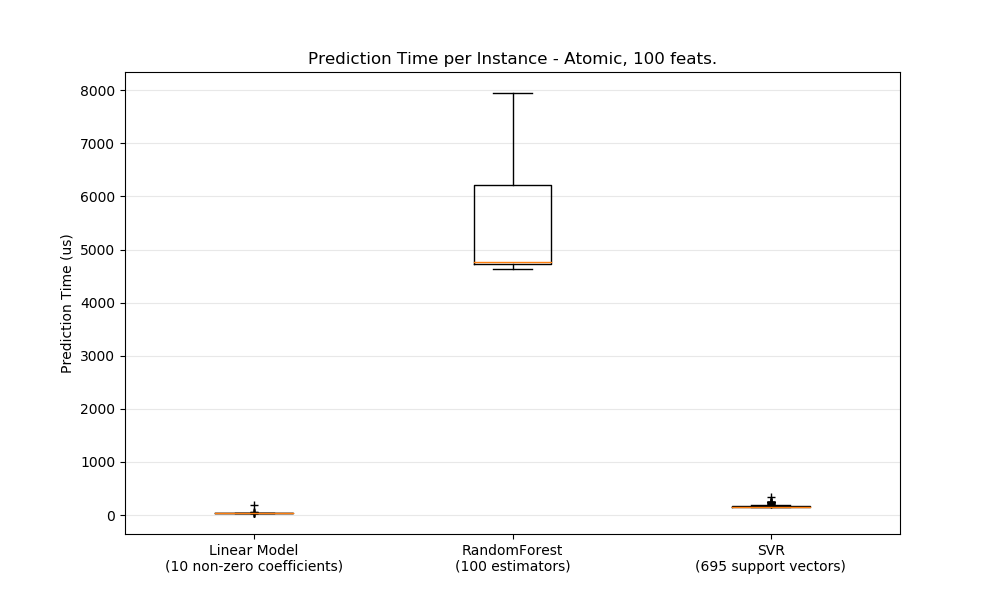 Prediction Time per Instance - Atomic, 100 feats.
Prediction Time (us)
8000
7000
6000
5000
4000
3000
2000
1000
0
Linear Model
(10 non-zero coefficients)
RandomForest
(100 estimators)
SVR
(695 support vectors)